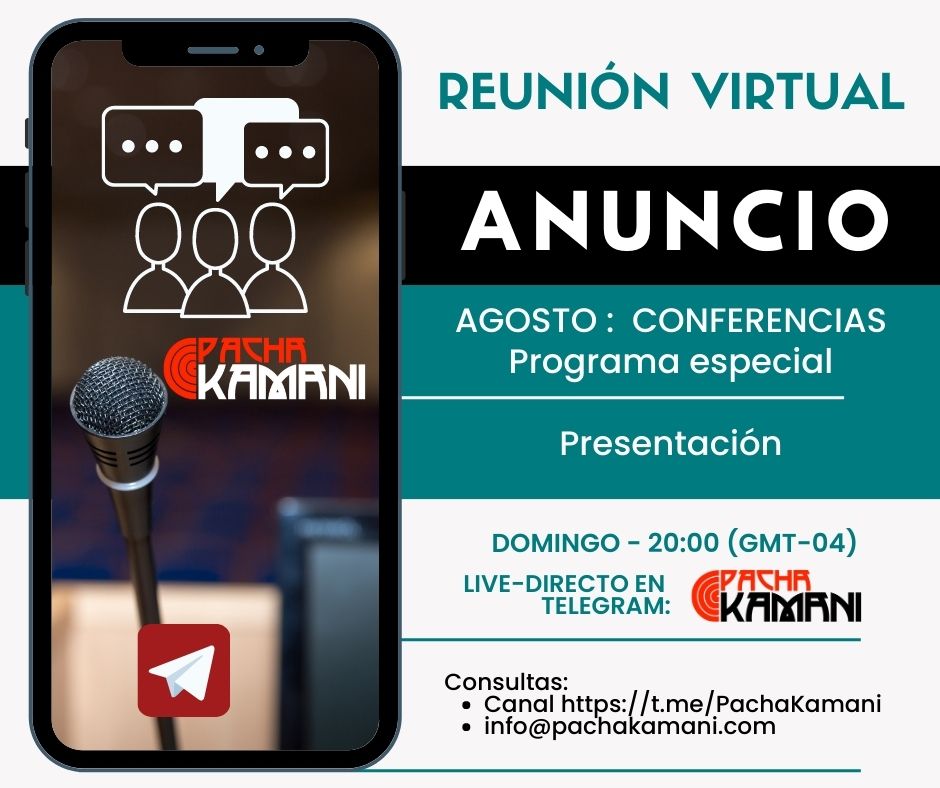 REUNIÓN VIRTUAL
ANUNCIO
AGOSTO : CONFERENCIAS
Programa especial
Presentación
PACHA
KAMANI
DOMINGO - 20:00 (GMT-04)
LIVE-DIRECTO EN
TELEGRAM:
PACHA
KAMANI
Consultas:
• Canal https://t.me/PachaKamani
• info@pachakamani.com